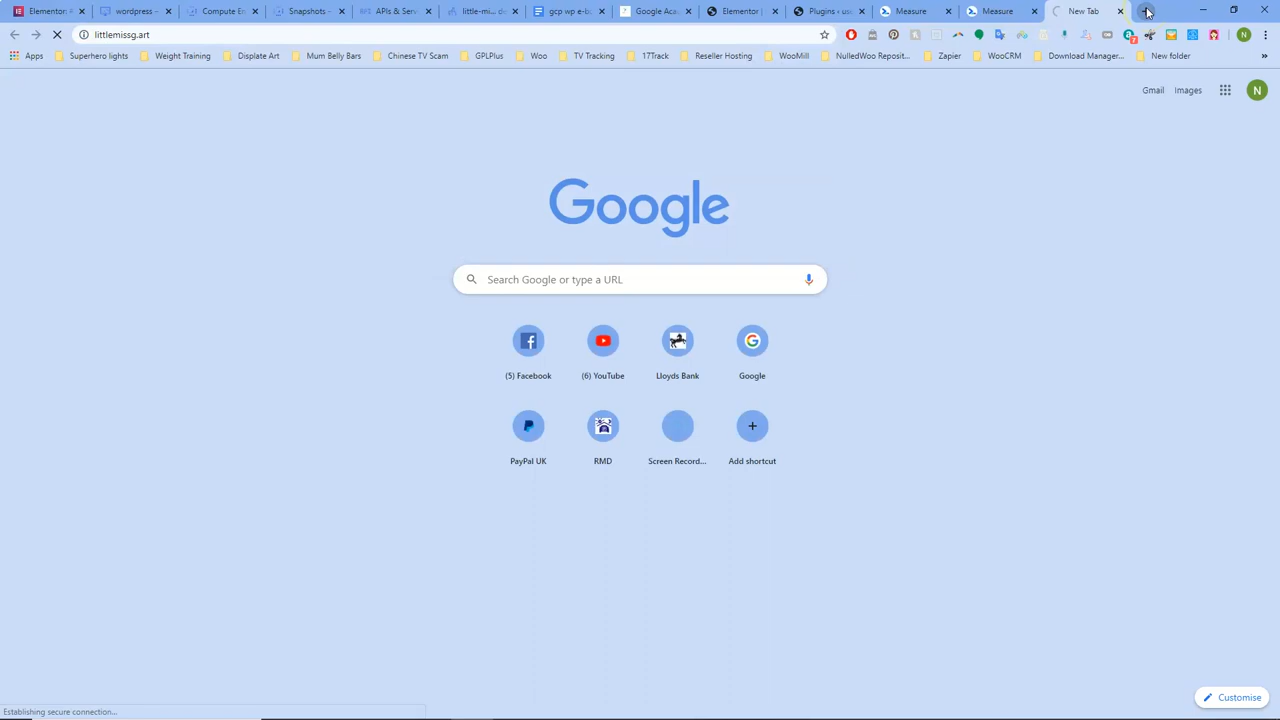 Elementor: F
wordpress –
Compute En
Snapshots –
APIs & Serv
little-mi... de
gcp wp e-b
Google Aca
Elementor |
Plugins ‹ us
Measure
Measure
New Tab
littlemissg.art
N
Apps
Superhero lights
Weight Training
Displate Art
Mum Belly Bars
Chinese TV Scam
GPLPlus
Woo
TV Tracking
17Track
Reseller Hosting
WooMill
NulledWoo Reposit...
Zapier
WooCRM
Download Manager...
New folder
»
Gmail
Images
N
Google
Search Google or type a URL
(5) Facebook
(6) YouTube
Lloyds Bank
Google
PayPal UK
RMD
Screen Record...
Add shortcut
Customise
Establishing secure connection...